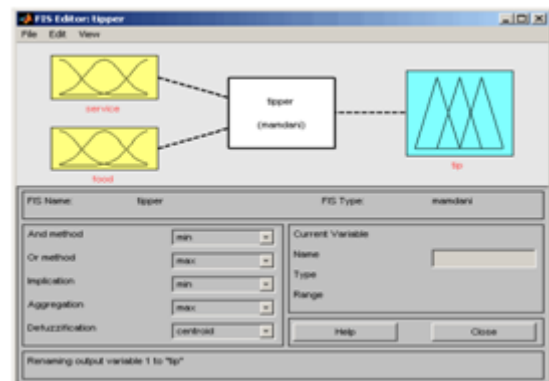 FIS Editor: tipper
File Edit View
service
food
tipper
(mamdani)
tip
FIS Name: tipper FIS Type: mamdani
And method min
Or method max
Implication min
Aggregation max
Defuzzification centroid
Current Variable
Name
Type
Range
Help Close
Renaming output variable 1 to "tip"